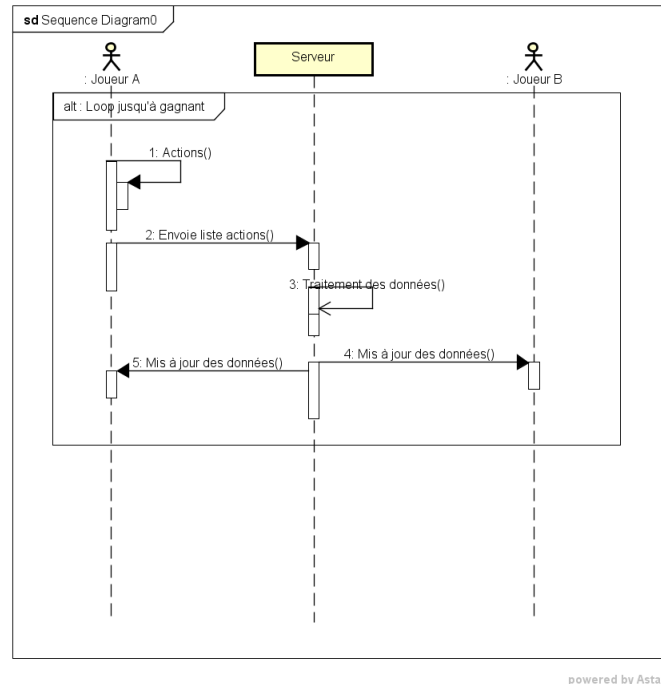 sd Sequence Diagram0
: Joueur A
Serveur
: Joueur B
alt : Loop jusqu'à gagnant
1: Actions()
2: Envoie liste actions()
3: Traitement des données()
4: Mis à jour des données()
5: Mis à jour des données()
powered by Asta